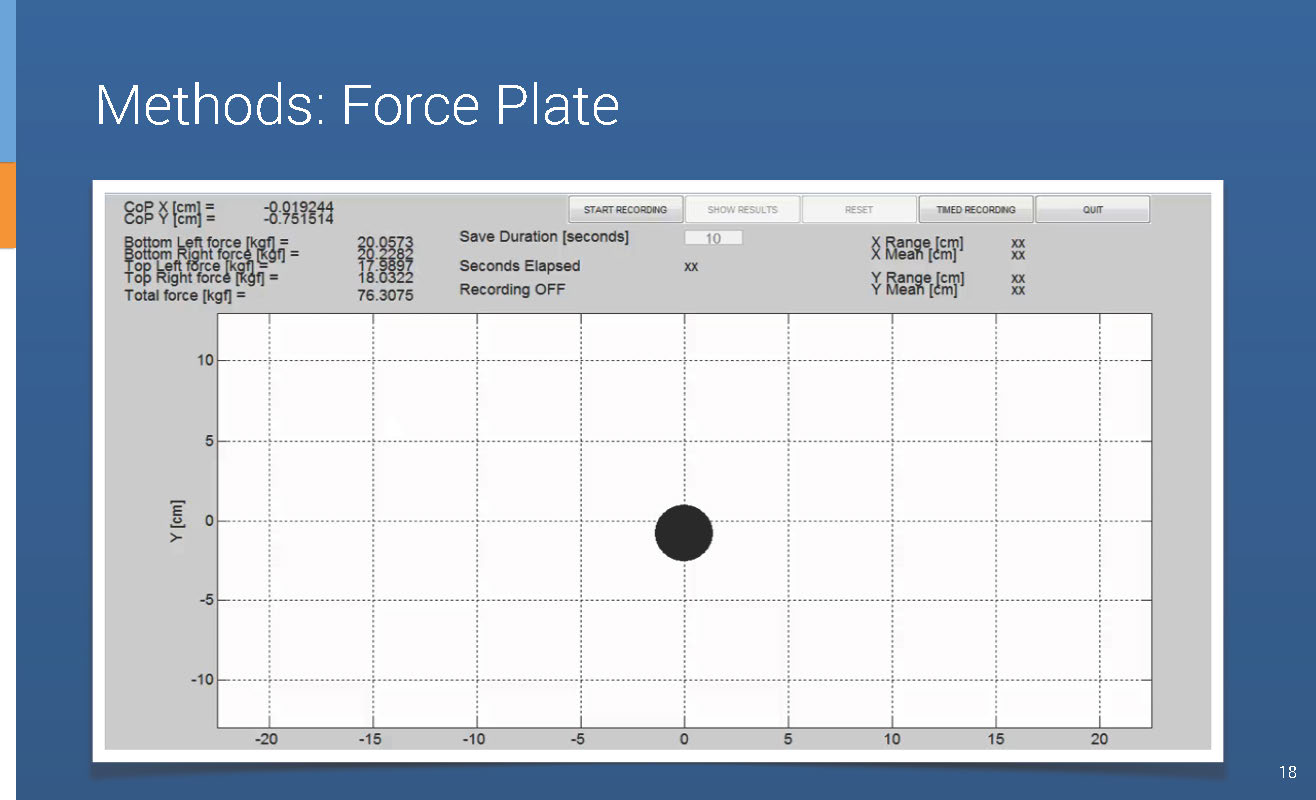 Methods: Force Plate
CoP X [cm] = -0.019244
CoP Y [cm] = -0.751514
START RECORDING SHOW RESULTS RESET TIMED RECORDING QUIT
Bottom Left force [kgf] = 20.0573
Bottom Right force [kgf] = 20.2282
Top Left force [kgf] = 17.9897
Top Right force [kgf] = 18.0322
Total force [kgf] = 76.3075
Save Duration [seconds] 10
Seconds Elapsed xx
Recording OFF
X Range [cm] xx
X Mean [cm] xx
Y Range [cm] xx
Y Mean [cm] xx
10
5
0
-5
-10
Y [cm]
-20 -15 -10 -5 0 5 10 15 20
18